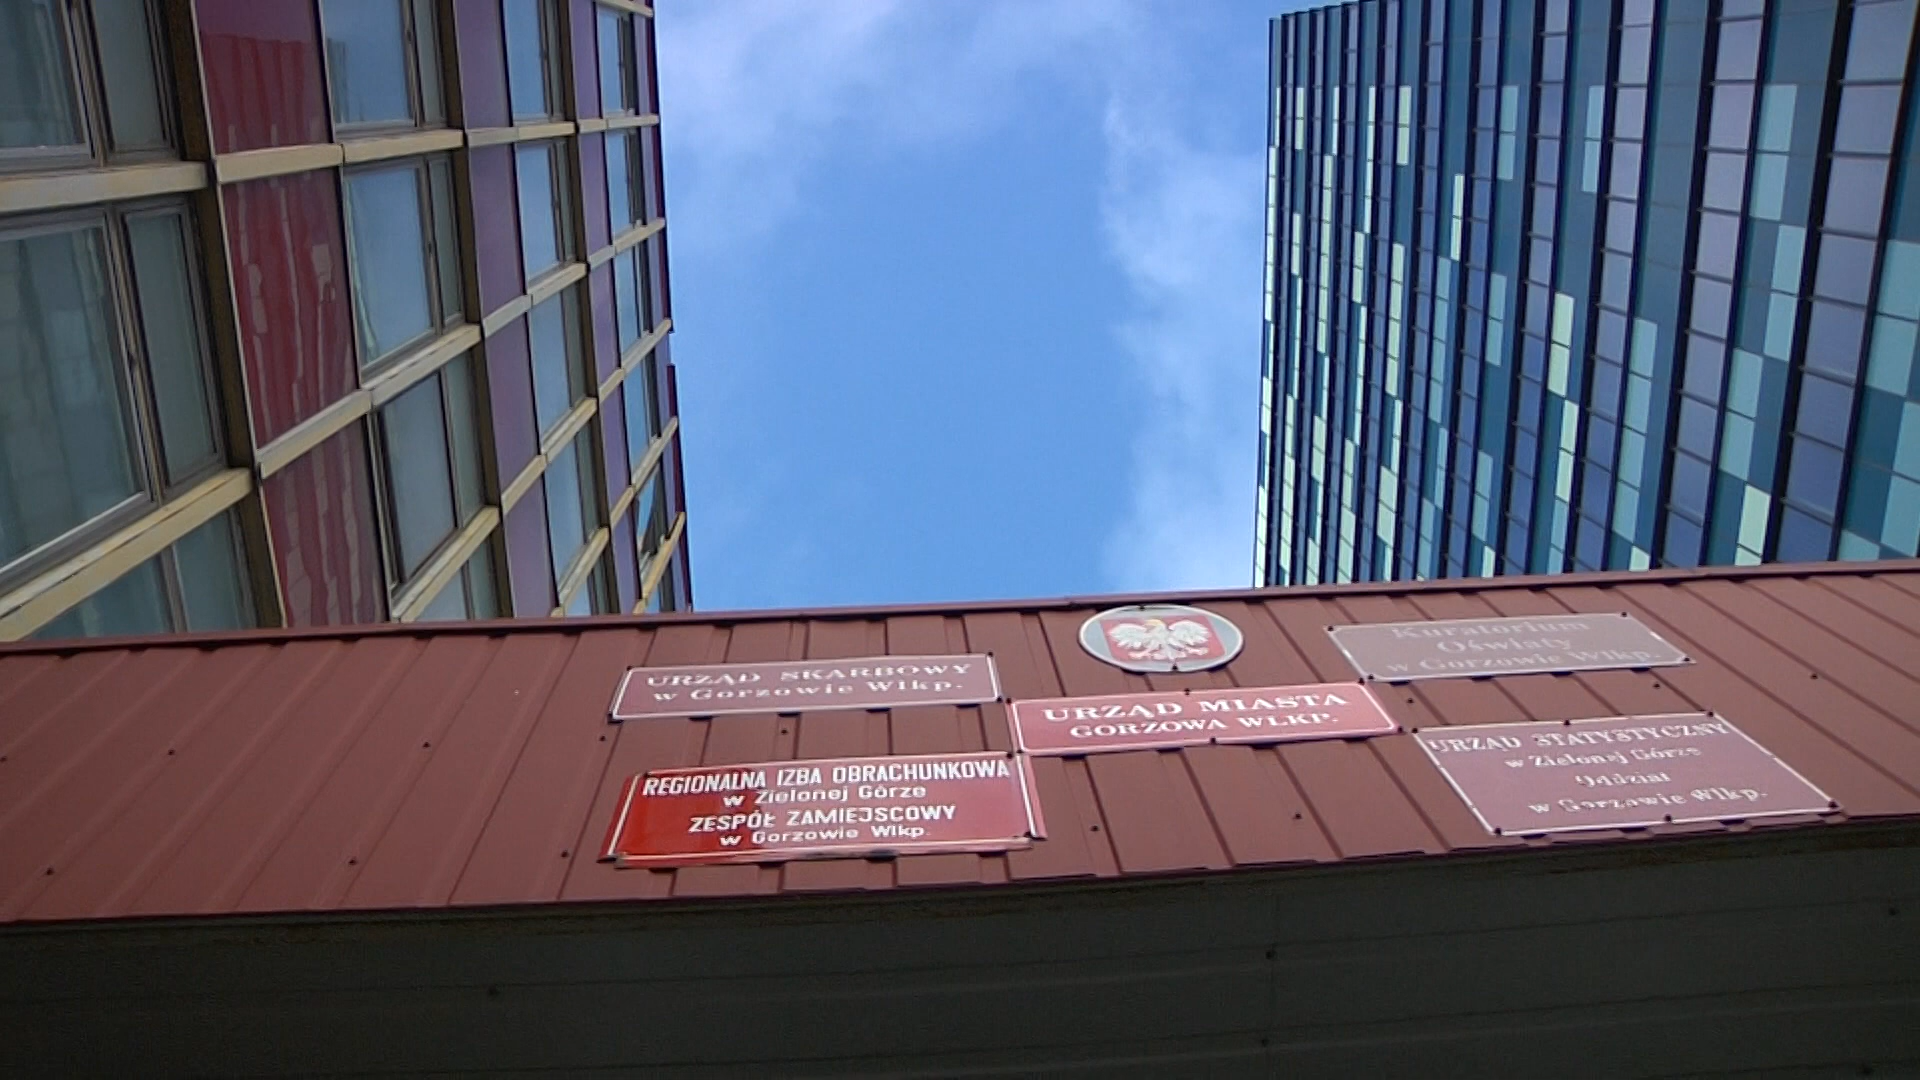 URZĄD SKARBOWY
w Gorzowie Wlkp.
REGIONALNA IZBA OBRACHUNKOWA
w Zielonej Górze
ZESPÓŁ ZAMIEJSCOWY
w Gorzowie Wlkp.
URZĄD MIASTA
GORZOWA WLKP.
Kuratorium
Oświaty
w Gorzowie Wlkp.
URZĄD STATYSTYCZNY
w Zielonej Górze
Oddział
w Gorzowie Wlkp.